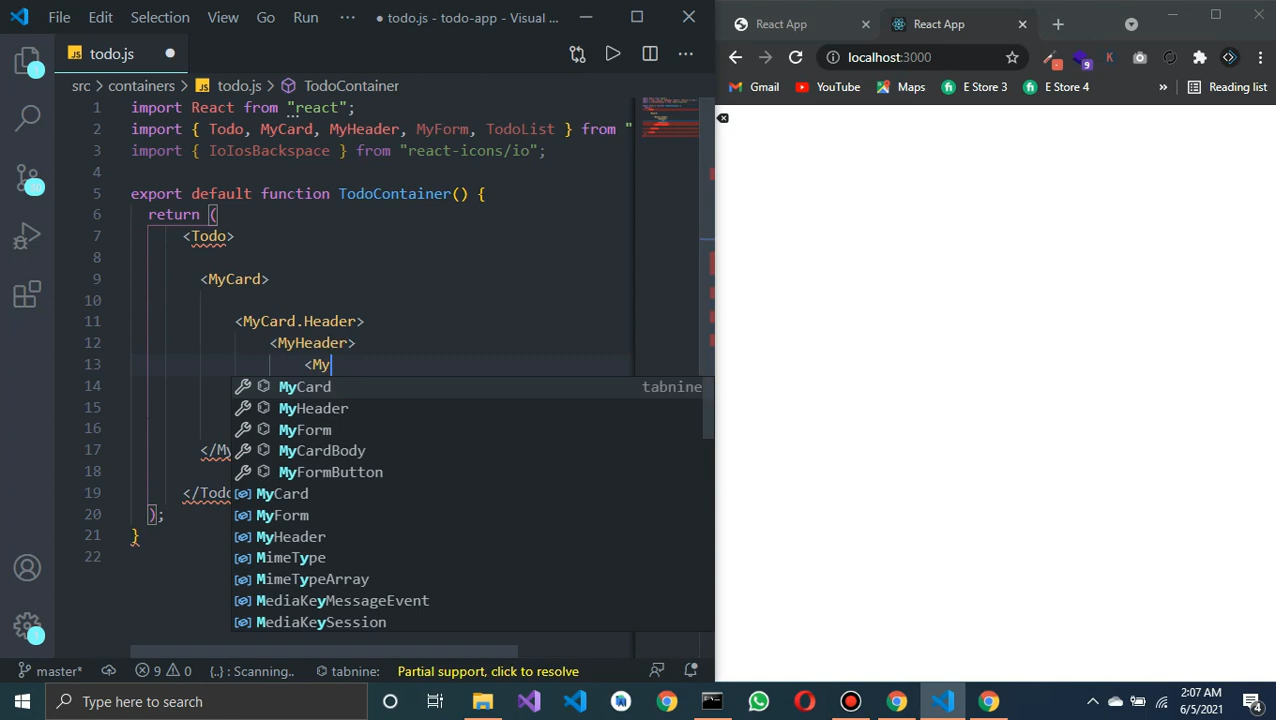 File Edit Selection View Go Run ··· ● todo.js - todo-app - Visual ...
JS todo.js ●
src > containers > JS todo.js > TodoContainer
1 import React from "react";
2 import { Todo, MyCard, MyHeader, MyForm, TodoList } from "
3 import { IoIosBackspace } from "react-icons/io";
4
5 export default function TodoContainer() {
6 return (
7 <Todo>
8
9 <MyCard>
10
11 <MyCard.Header>
12 <MyHeader>
13 <My
14
15
16
17 </My
18
19 </Todo
20 );
21 }
22
MyCard tabnine
MyHeader
MyForm
MyCardBody
MyFormButton
MyCard
MyForm
MyHeader
MimeType
MimeTypeArray
MediaKeyMessageEvent
MediaKeySession
master* 9 0 {..} : Scanning.. tabnine: Partial support, click to resolve
React App React App
localhost:3000
9 K
Gmail YouTube Maps E Store 3 E Store 4 » Reading list
Type here to search
2:07 AM
6/5/2021
4